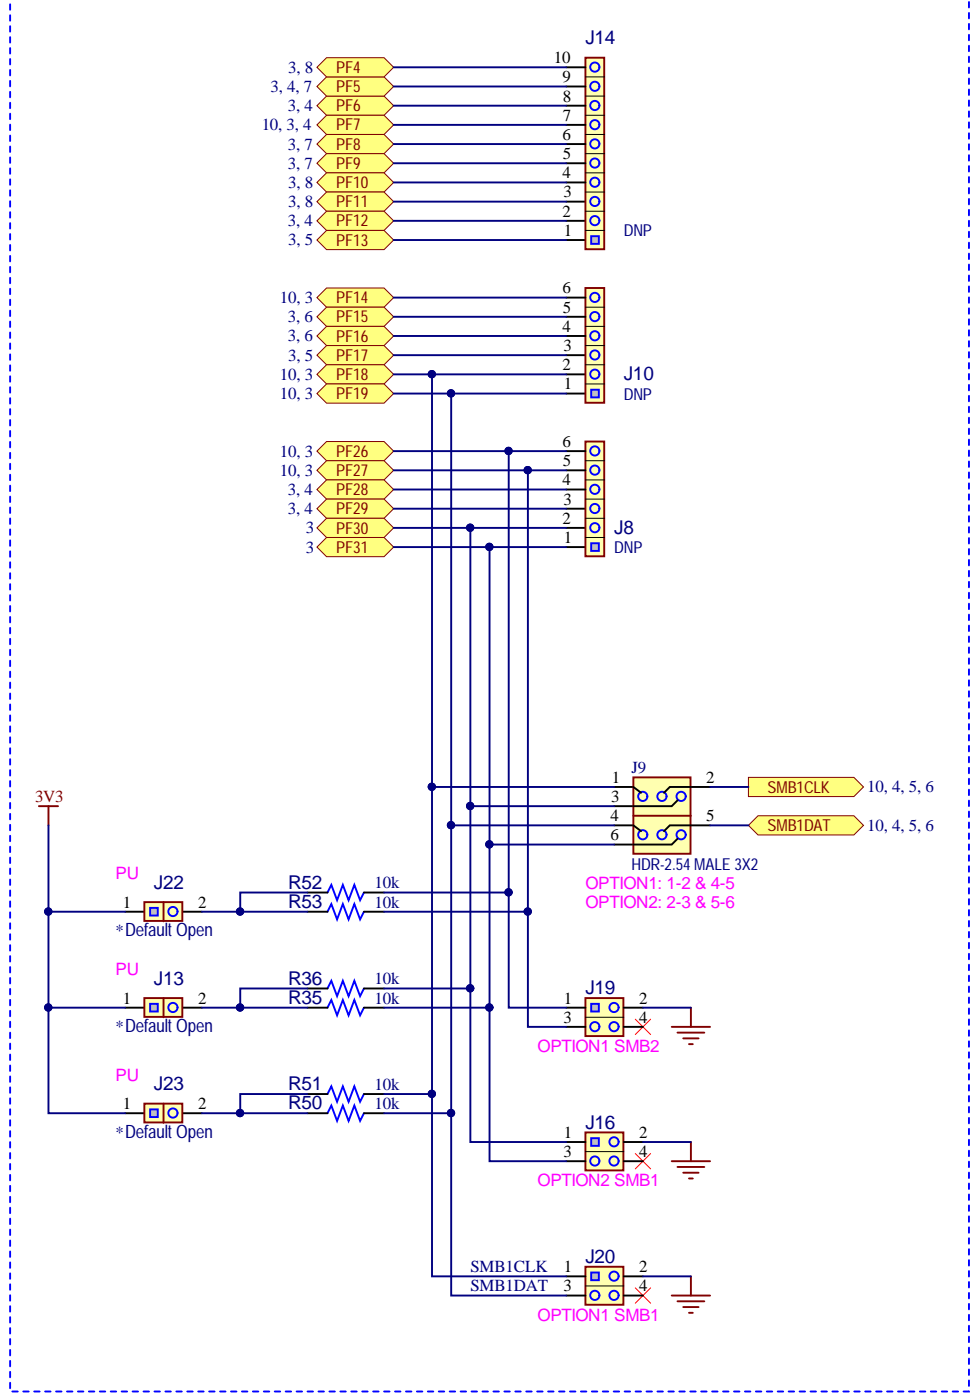 J14
3, 8 PF4 10
3, 4, 7 PF5 9
3, 4 PF6 8
10, 3, 4 PF7 7
3, 7 PF8 6
3, 7 PF9 5
3, 8 PF10 4
3, 8 PF11 3
3, 4 PF12 2
3, 5 PF13 1 DNP
10, 3 PF14 6
3, 6 PF15 5
3, 6 PF16 4
3, 5 PF17 3
10, 3 PF18 2 J10
10, 3 PF19 1 DNP
10, 3 PF26 6
10, 3 PF27 5
3, 4 PF28 4
3, 4 PF29 3
3 PF30 2 J8
3 PF31 1 DNP
J9
1 2 SMB1CLK 10, 4, 5, 6
3
4 5 SMB1DAT 10, 4, 5, 6
6
HDR-2.54 MALE 3X2
OPTION1: 1-2 & 4-5
OPTION2: 2-3 & 5-6
3V3
PU
J22
1 2
*Default Open
R52 10k
R53 10k
PU
J13
1 2
*Default Open
R36 10k
R35 10k
J19
1 2
3 4
OPTION1 SMB2
PU
J23
1 2
*Default Open
R51 10k
R50 10k
J16
1 2
3 4
OPTION2 SMB1
J20
SMB1CLK 1 2
SMB1DAT 3 4
OPTION1 SMB1